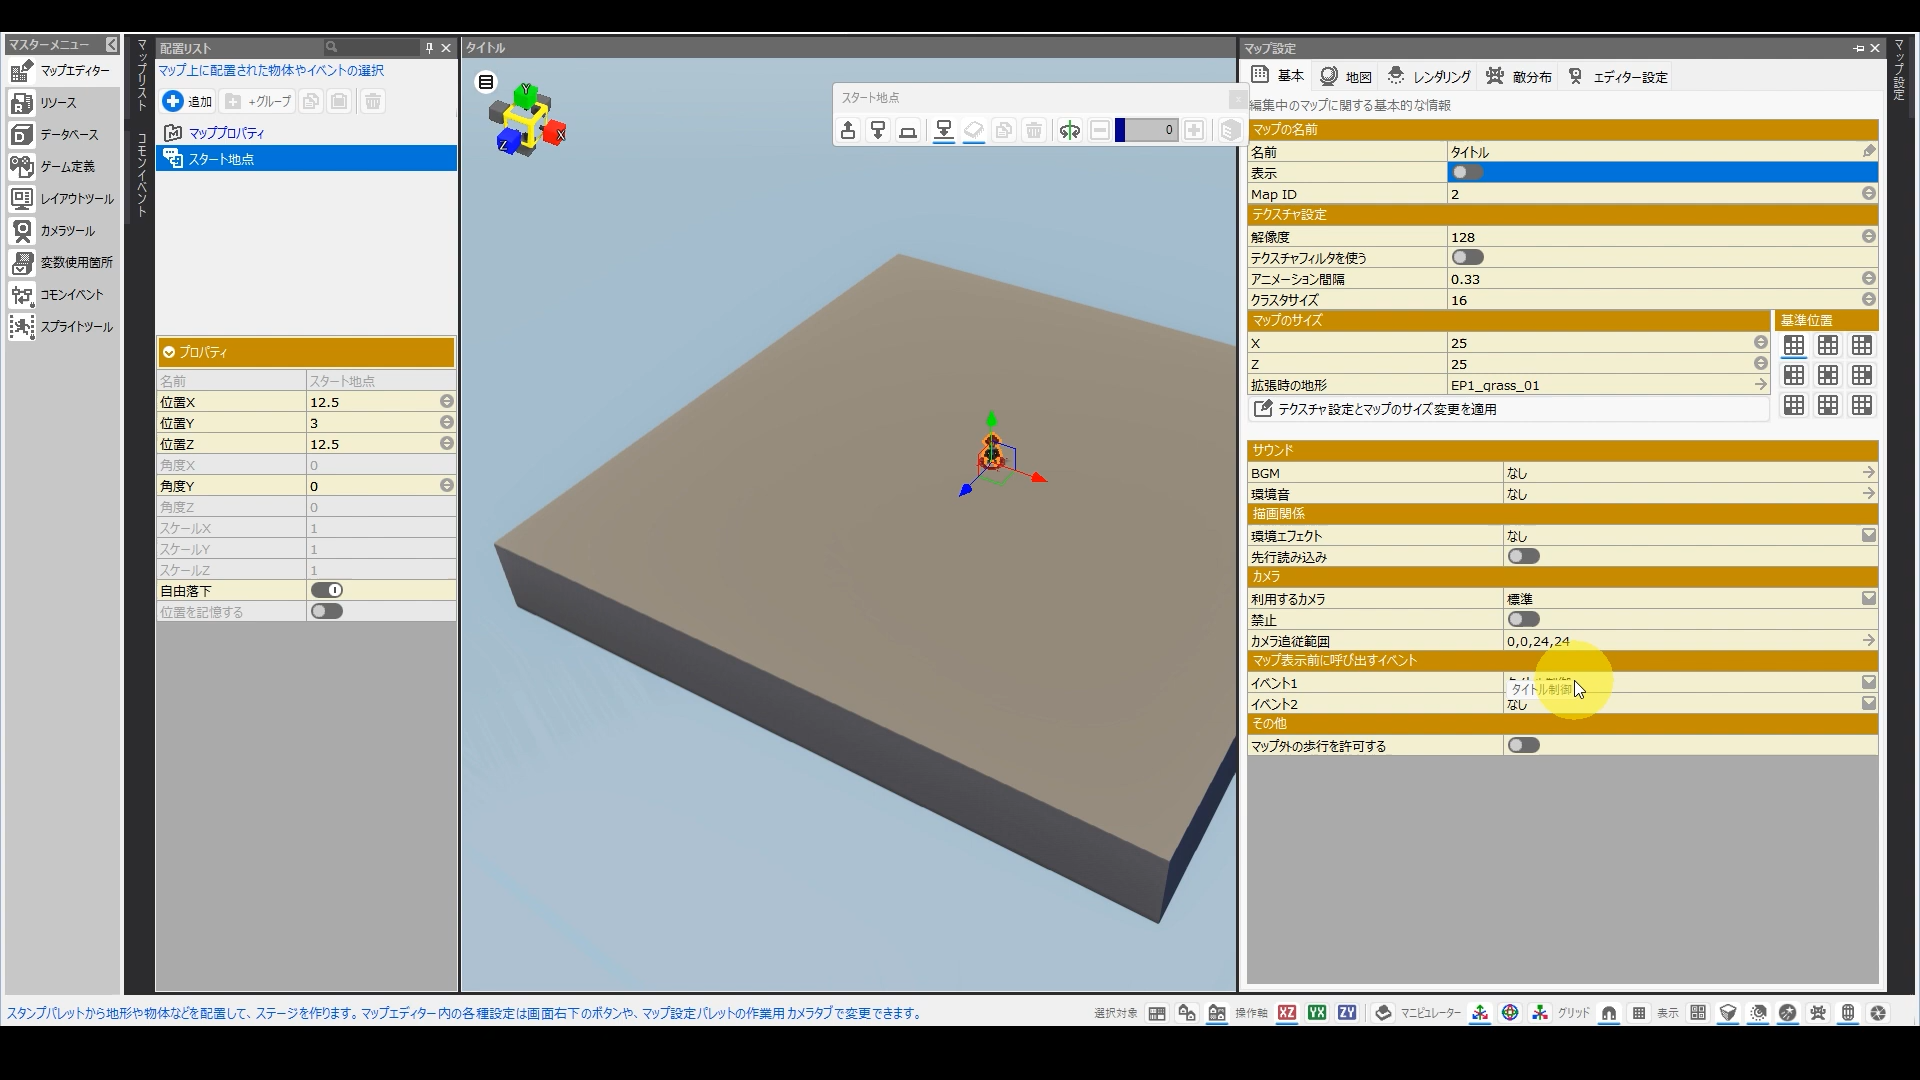 マスターメニュー
マップエディター
リソース
データベース
ゲーム定義
レイアウトツール
カメラツール
変数使用箇所
コモンイベント
スプライトツール
マップリスト
コモンイベント
配置リスト
マップ上に配置された物体やイベントの選択
追加
+グループ
マッププロパティ
スタート地点
プロパティ
名前 スタート地点
位置X 12.5
位置Y 3
位置Z 12.5
角度X 0
角度Y 0
角度Z 0
スケールX 1
スケールY 1
スケールZ 1
自由落下
位置を記憶する
タイトル
Y
X
Z
スタート地点
0
マップ設定
基本 地図 レンダリング 敵分布 エディター設定
編集中のマップに関する基本的な情報
マップの名前
名前 タイトル
表示
Map ID 2
テクスチャ設定
解像度 128
テクスチャフィルタを使う
アニメーション間隔 0.33
クラスタサイズ 16
マップのサイズ 基準位置
X 25
Z 25
拡張時の地形 EP1_grass_01
テクスチャ設定とマップのサイズ変更を適用
サウンド
BGM なし
環境音 なし
描画関係
環境エフェクト なし
先行読み込み
カメラ
利用するカメラ 標準
禁止
カメラ追従範囲 0,0,24,24
マップ表示前に呼び出すイベント
イベント1 タイトル制御
イベント2 なし
その他
マップ外の歩行を許可する
マップ設定
スタンプパレットから地形や物体などを配置して、ステージを作ります。マップエディター内の各種設定は画面右下のボタンや、マップ設定パレットの作業用カメラタブで変更できます。
選択対象 操作軸 XZ YX ZY マニピュレーター グリッド 表示